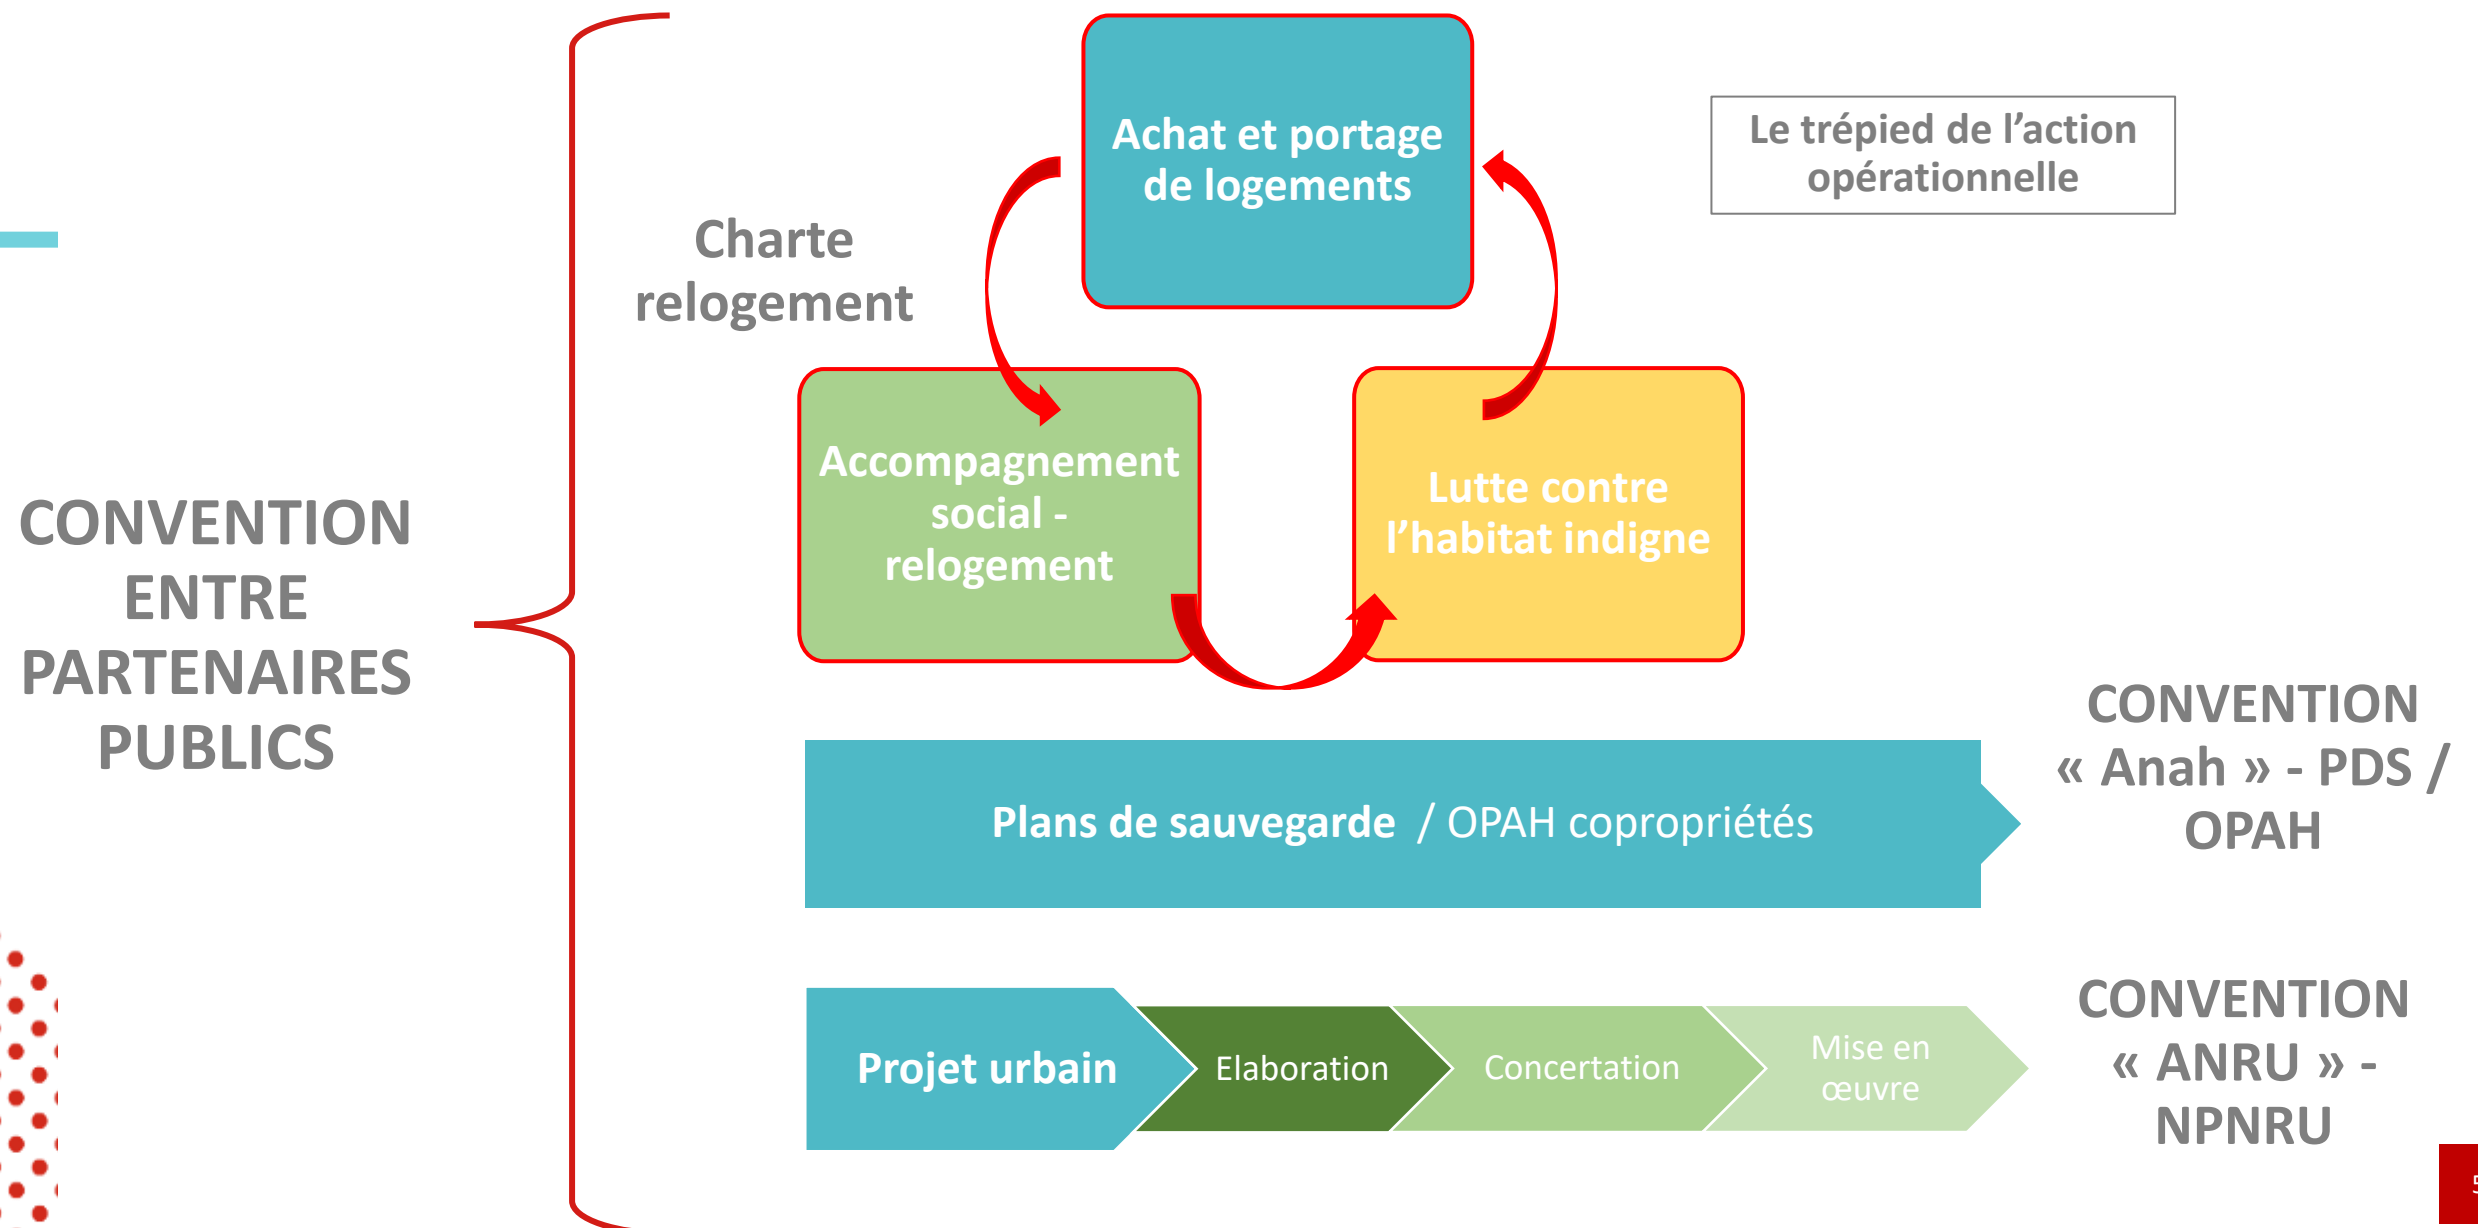 CONVENTION
ENTRE
PARTENAIRES
PUBLICS
Charte
relogement
Achat et portage
de logements
Le trépied de l’action
opérationnelle
Accompagnement
social -
relogement
Lutte contre
l’habitat indigne
Plans de sauvegarde / OPAH copropriétés
CONVENTION
« Anah » - PDS /
OPAH
Projet urbain
Elaboration
Concertation
Mise en
œuvre
CONVENTION
« ANRU » -
NPNRU